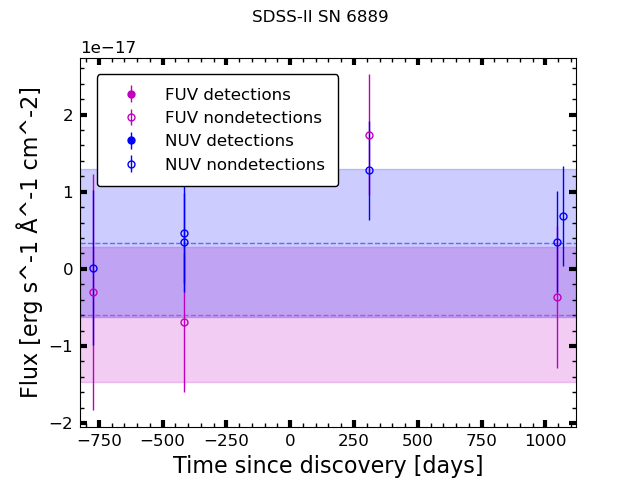 SDSS-II SN 6889
1e−17
FUV detections
FUV nondetections
NUV detections
NUV nondetections
2
1
0
−1
−2
Flux [erg s^-1 Å^-1 cm^-2]
−750 −500 −250 0 250 500 750 1000
Time since discovery [days]